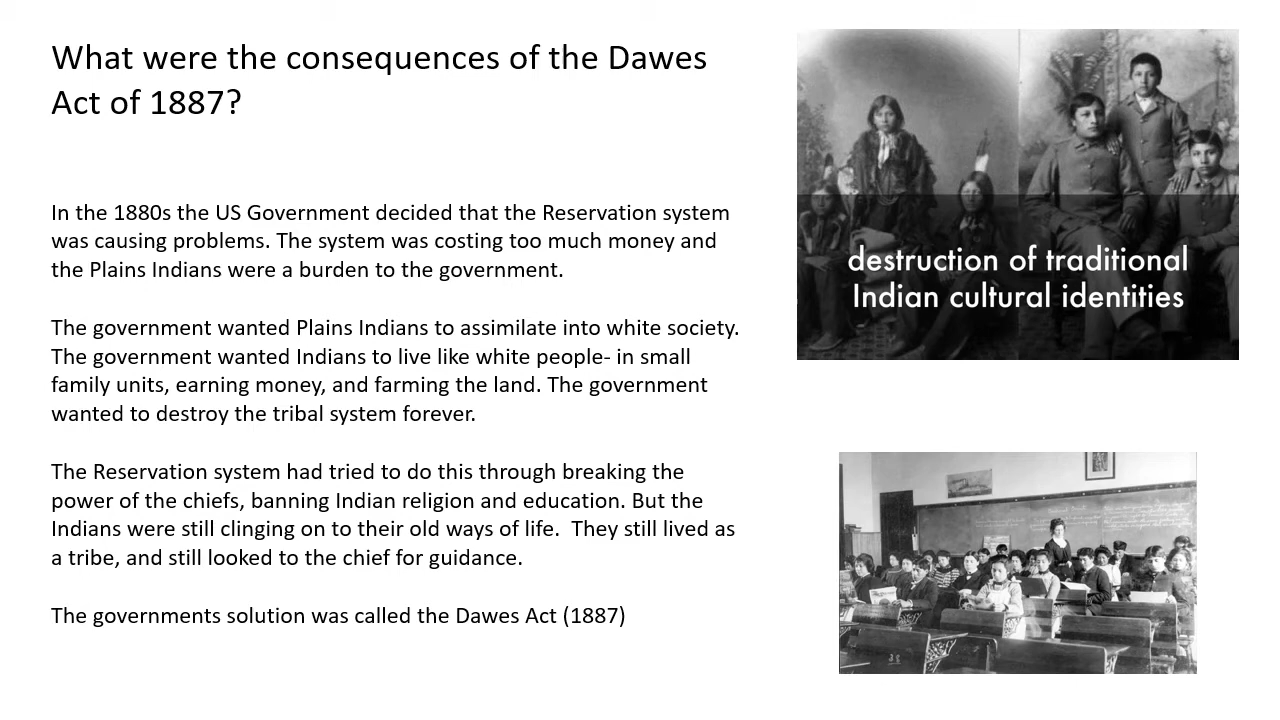 What were the consequences of the Dawes
Act of 1887?
In the 1880s the US Government decided that the Reservation system
was causing problems. The system was costing too much money and
the Plains Indians were a burden to the government.
The government wanted Plains Indians to assimilate into white society.
The government wanted Indians to live like white people- in small
family units, earning money, and farming the land. The government
wanted to destroy the tribal system forever.
The Reservation system had tried to do this through breaking the
power of the chiefs, banning Indian religion and education. But the
Indians were still clinging on to their old ways of life.  They still lived as
a tribe, and still looked to the chief for guidance.
The governments solution was called the Dawes Act (1887)
destruction of traditional
Indian cultural identities